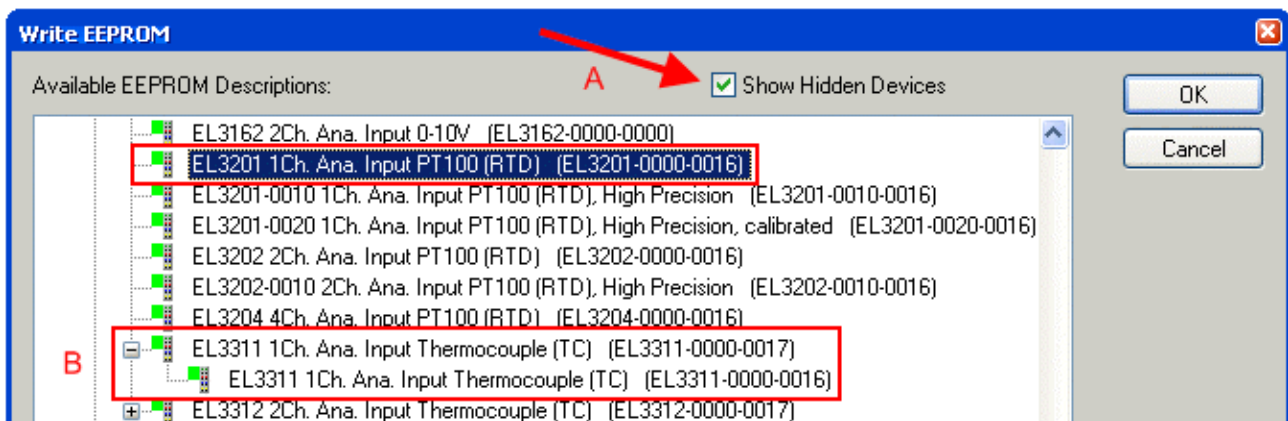 Write EEPROM
Available EEPROM Descriptions:
A
Show Hidden Devices
OK
Cancel
EL3162 2Ch. Ana. Input 0-10V (EL3162-0000-0000)
EL3201 1Ch. Ana. Input PT100 (RTD) (EL3201-0000-0016)
EL3201-0010 1Ch. Ana. Input PT100 (RTD), High Precision (EL3201-0010-0016)
EL3201-0020 1Ch. Ana. Input PT100 (RTD), High Precision, calibrated (EL3201-0020-0016)
EL3202 2Ch. Ana. Input PT100 (RTD) (EL3202-0000-0016)
EL3202-0010 2Ch. Ana. Input PT100 (RTD), High Precision (EL3202-0010-0016)
EL3204 4Ch. Ana. Input PT100 (RTD) (EL3204-0000-0016)
B
EL3311 1Ch. Ana. Input Thermocouple (TC) (EL3311-0000-0017)
EL3311 1Ch. Ana. Input Thermocouple (TC) (EL3311-0000-0016)
EL3312 2Ch. Ana. Input Thermocouple (TC) (EL3312-0000-0017)